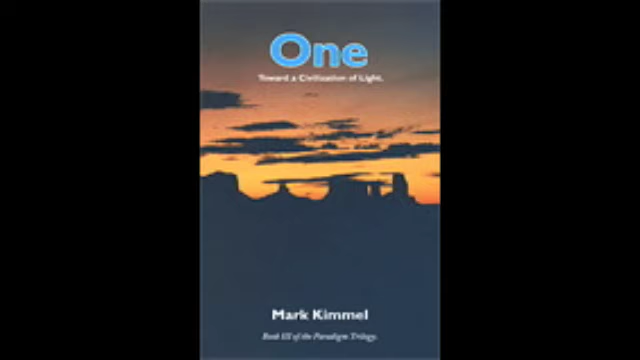 One
Toward a Civilization of Light.
Mark Kimmel
Book III of the Paradigm Trilogy.